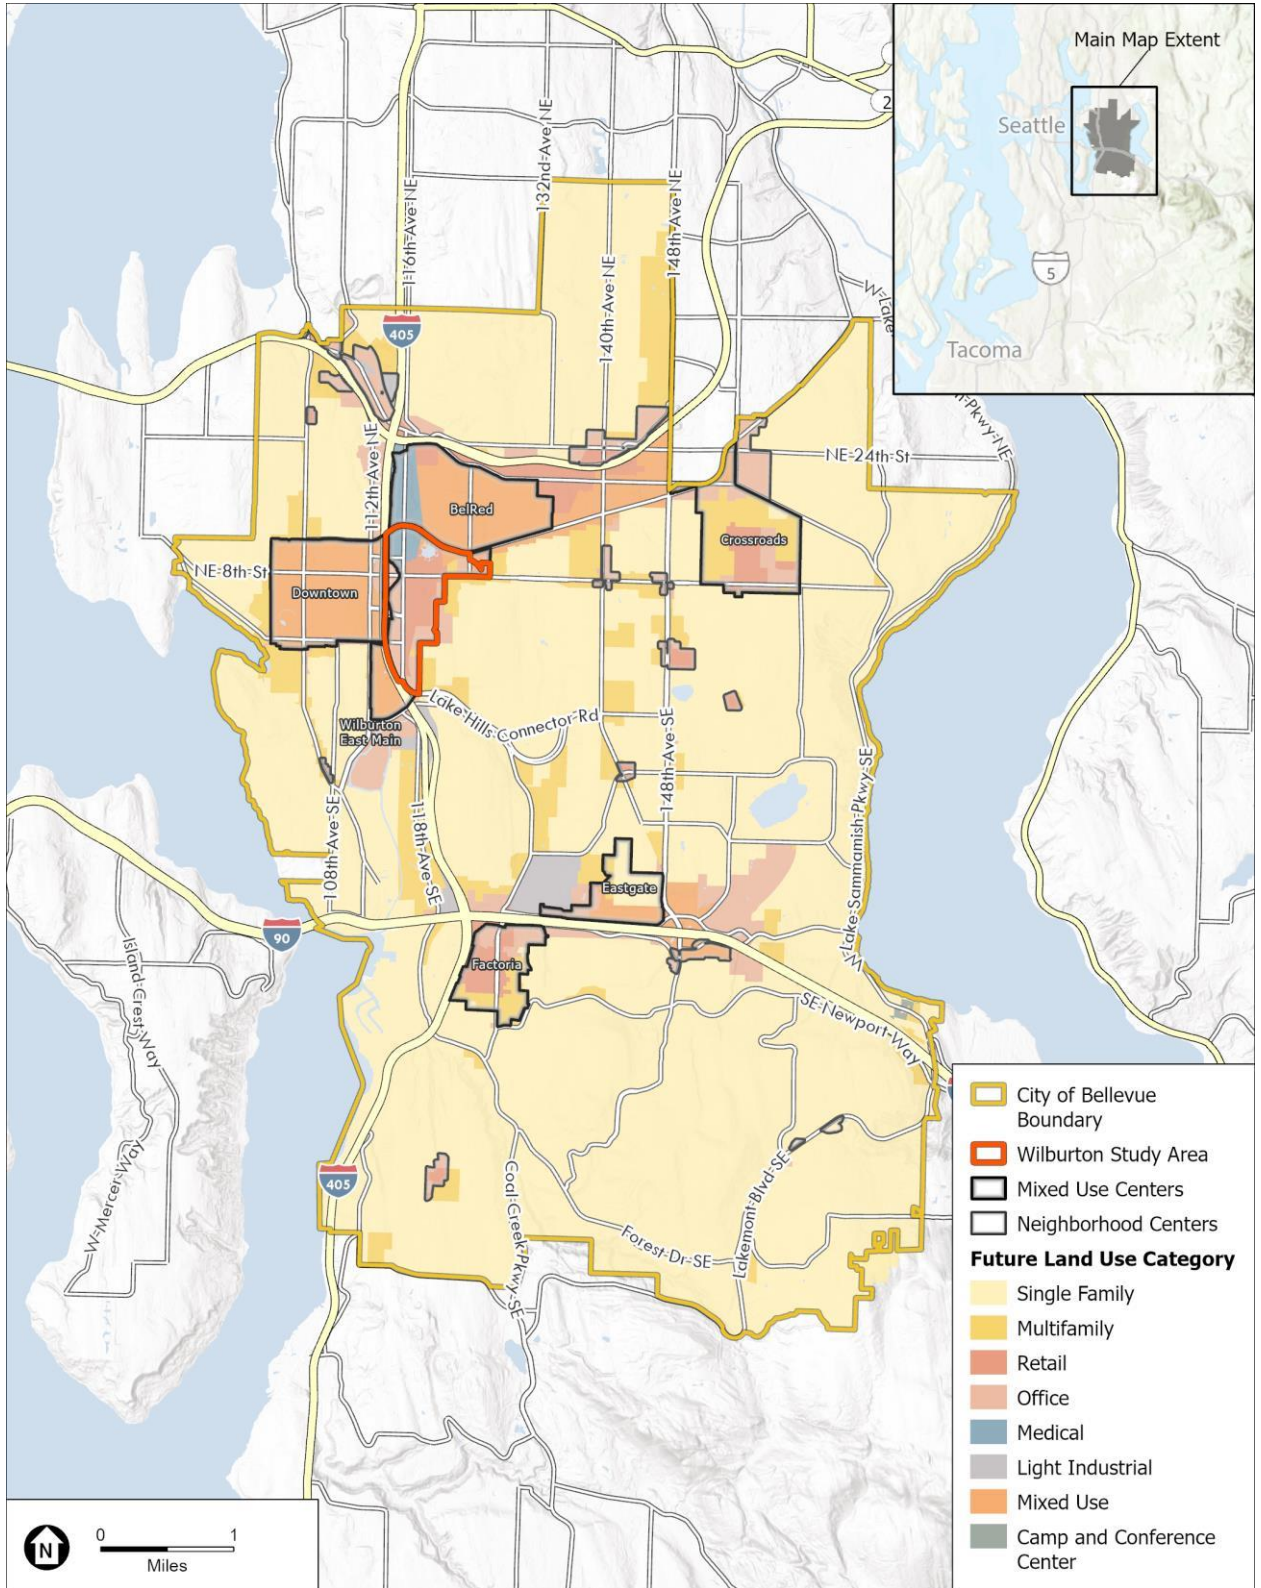 Main Map Extent
Seattle
5
Tacoma
2
132nd-Ave-NE
116th-Ave-NE
148th-Ave-NE
140th-Ave-NE
W-Lake
405
112th-Ave-NE
Pkwy-NE
NE-24th-St
BelRed
Crossroads
NE-8th-St
Downtown
Lake-Hills-Connector-Rd
Wilburton
East Main
148th-Ave-SE
108th-Ave-SE
118th-Ave-SE
W-Lake-Sammamish-Pkwy-SE
Eastgate
90
Factoria
Island-Crest-Way
SE-Newport-Way
W-Mercer-Way
405
Coal-Creek-Pkwy-SE
Forest-Dr-SE
Lakemont-Blvd-SE
City of Bellevue
Boundary
Wilburton Study Area
Mixed Use Centers
Neighborhood Centers
Future Land Use Category
Single Family
Multifamily
Retail
Office
Medical
Light Industrial
Mixed Use
Camp and Conference
Center
N
0 1
Miles